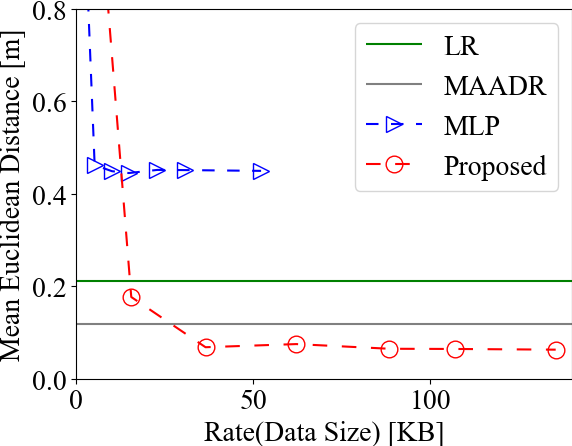 Mean Euclidean Distance [m]
0.8
0.6
0.4
0.2
0.0
LR
MAADR
MLP
Proposed
0
50
100
Rate(Data Size) [KB]